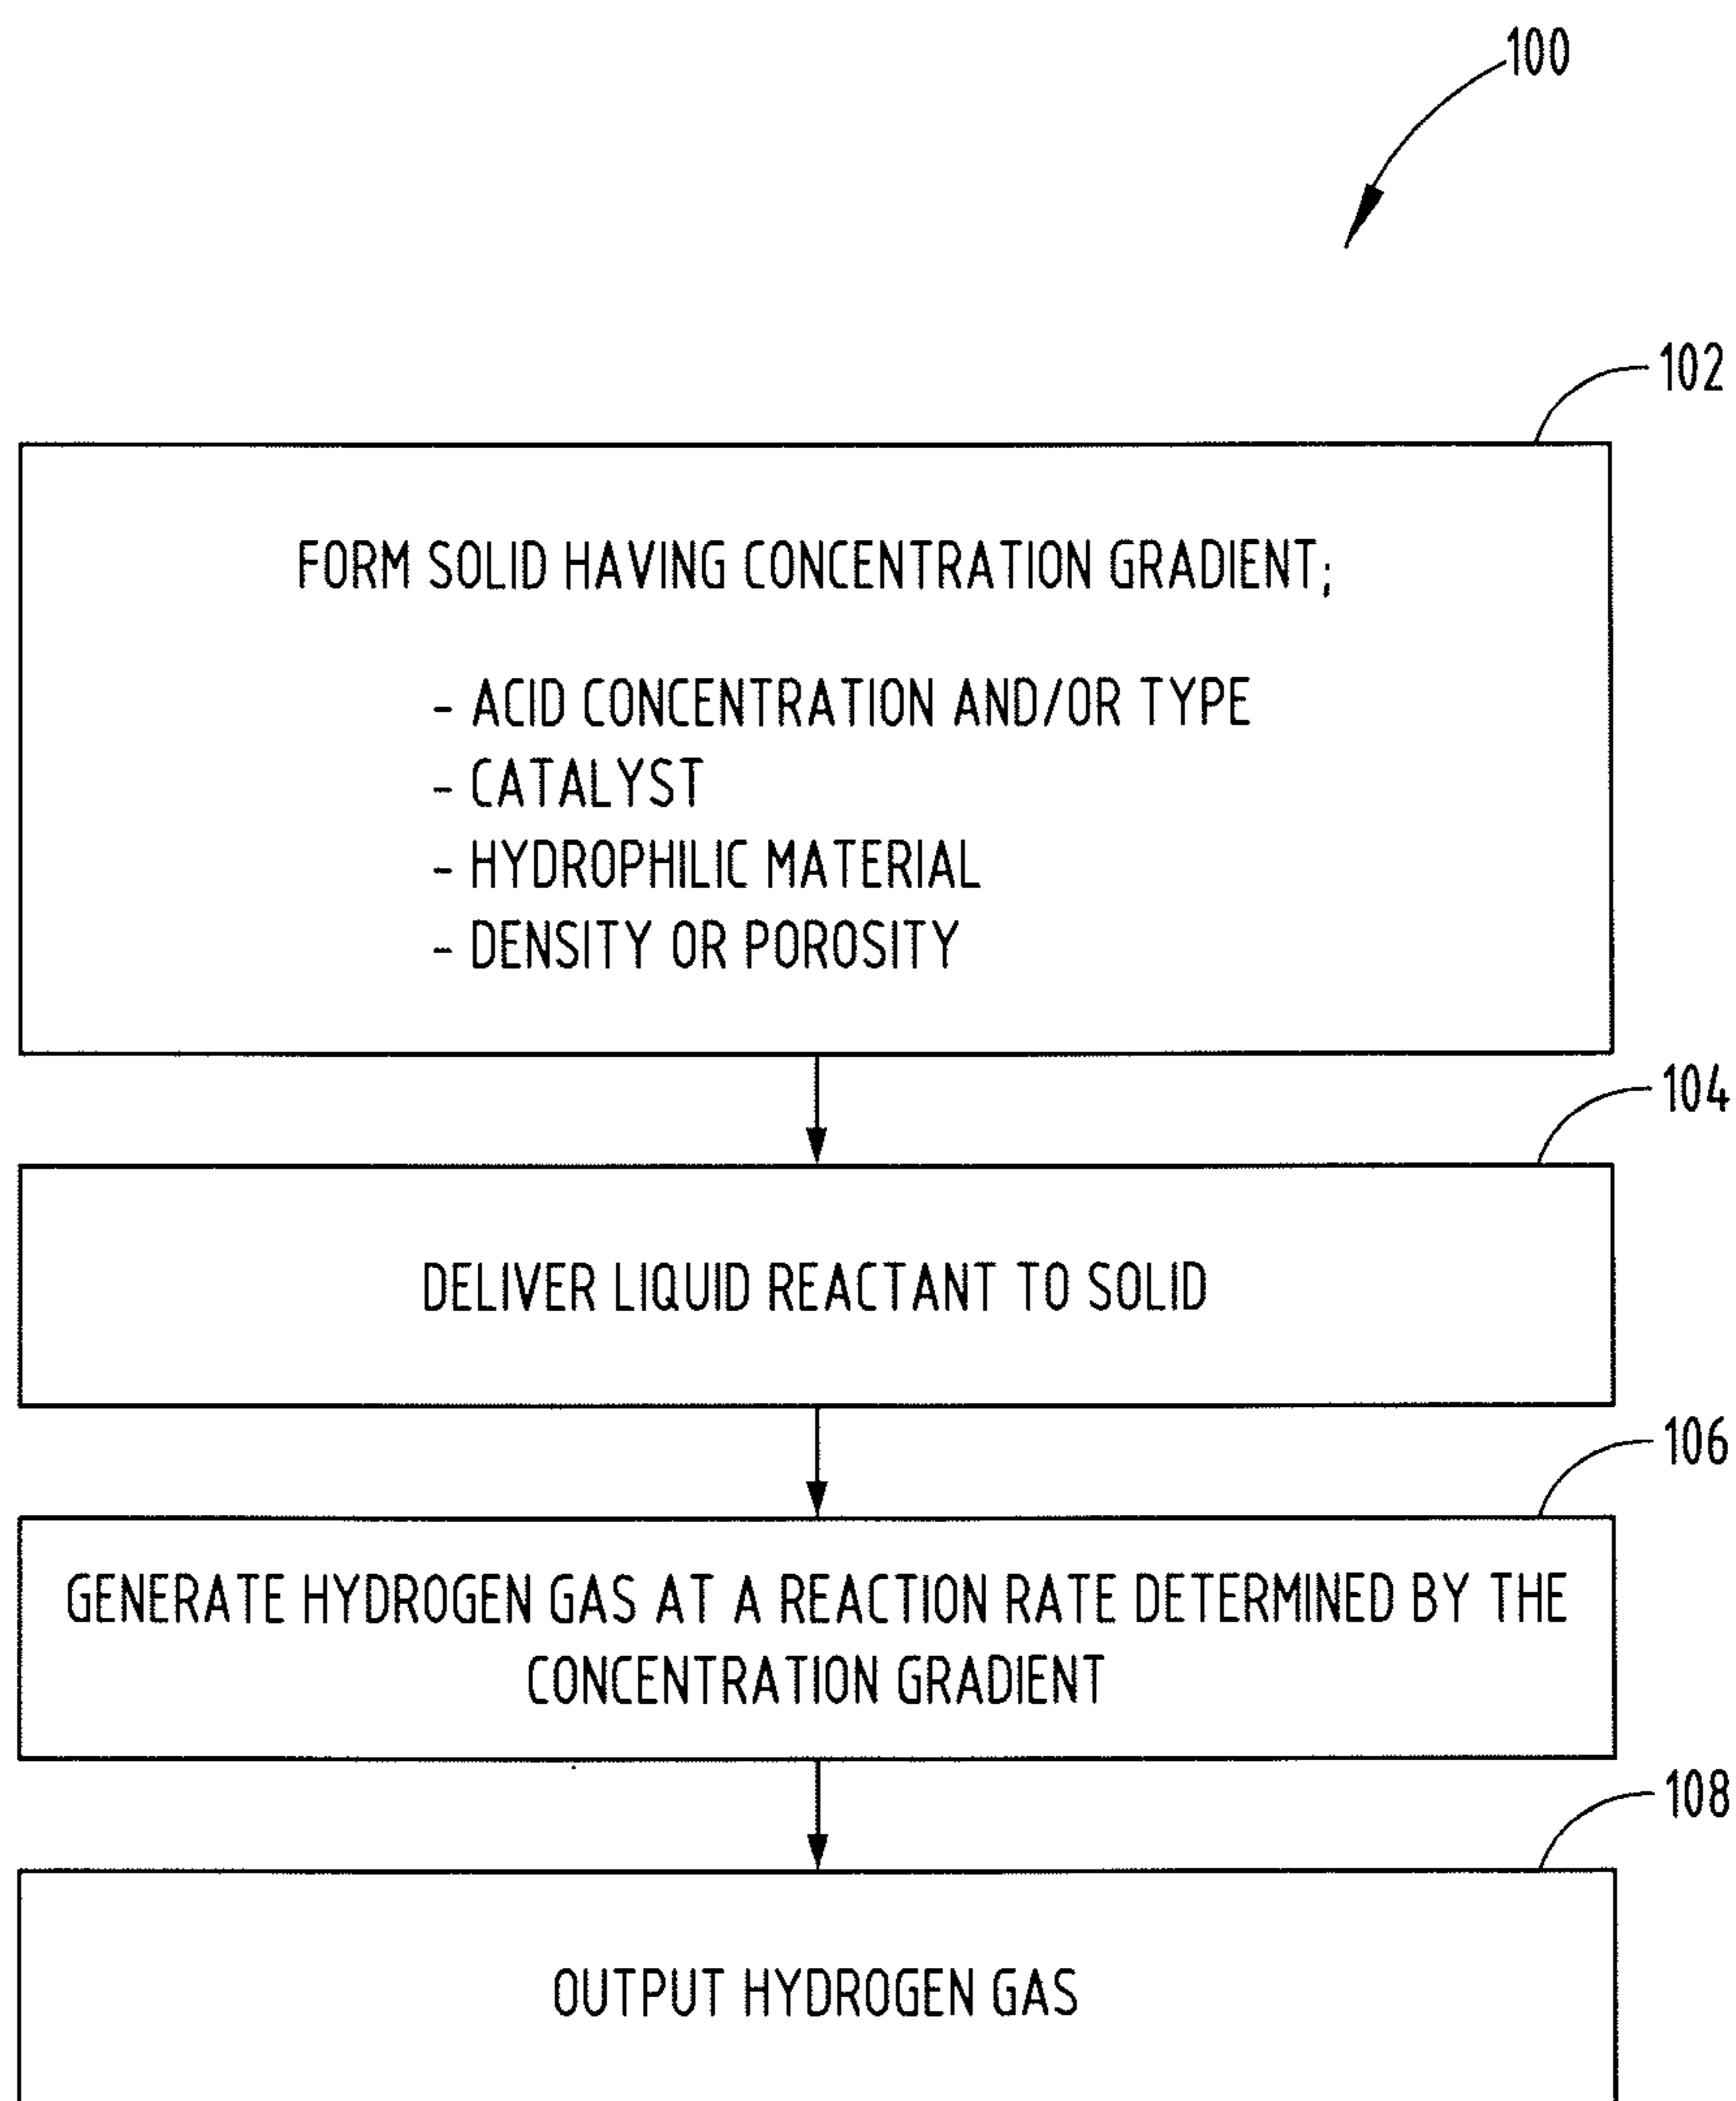 100
102
FORM SOLID HAVING CONCENTRATION GRADIENT;
- ACID CONCENTRATION AND/OR TYPE
- CATALYST
- HYDROPHILIC MATERIAL
- DENSITY OR POROSITY
104
DELIVER LIQUID REACTANT TO SOLID
106
GENERATE HYDROGEN GAS AT A REACTION RATE DETERMINED BY THE
CONCENTRATION GRADIENT
108
OUTPUT HYDROGEN GAS